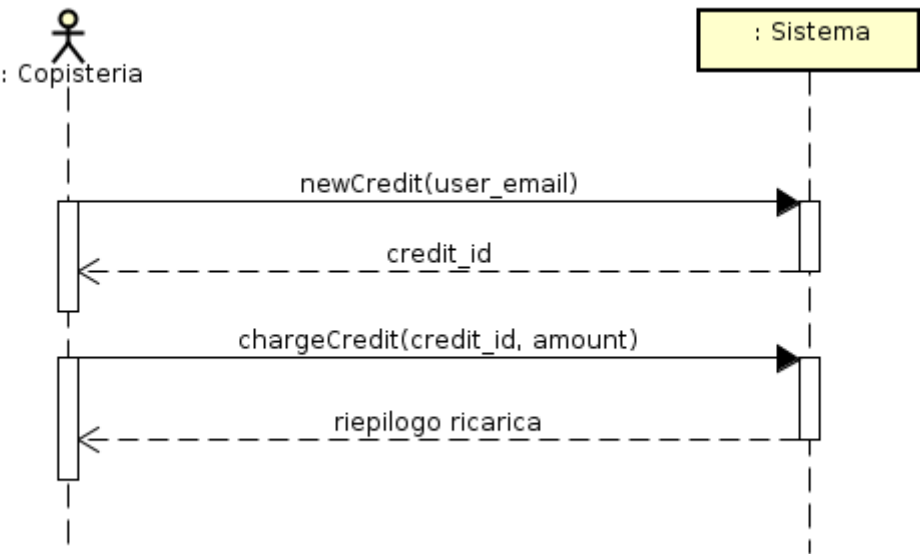 : Copisteria
: Sistema
newCredit(user_email)
credit_id
chargeCredit(credit_id, amount)
riepilogo ricarica